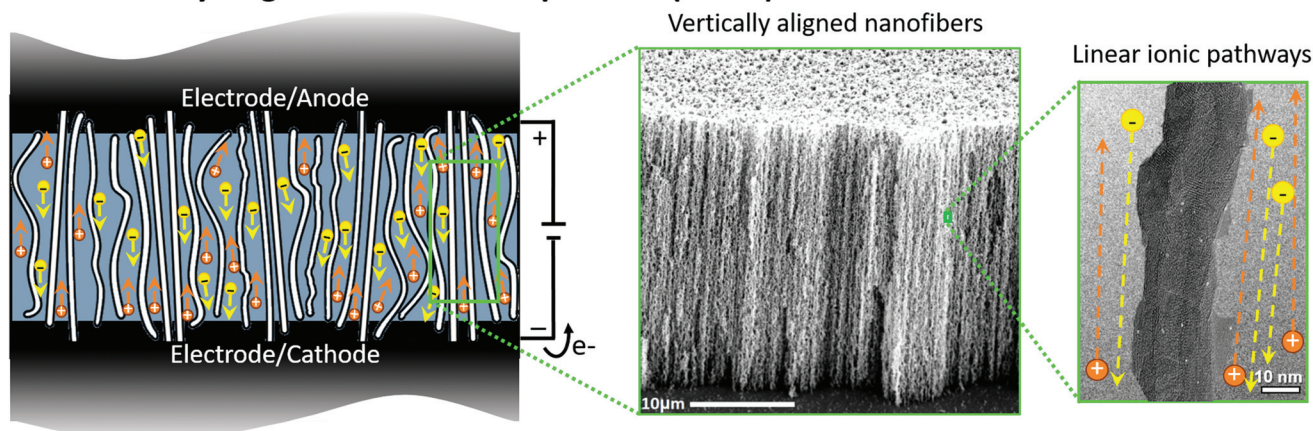 Vertically aligned nanofibers
Linear ionic pathways
Electrode/Anode
+
−
Electrode/Cathode
e-
10µm
10 nm